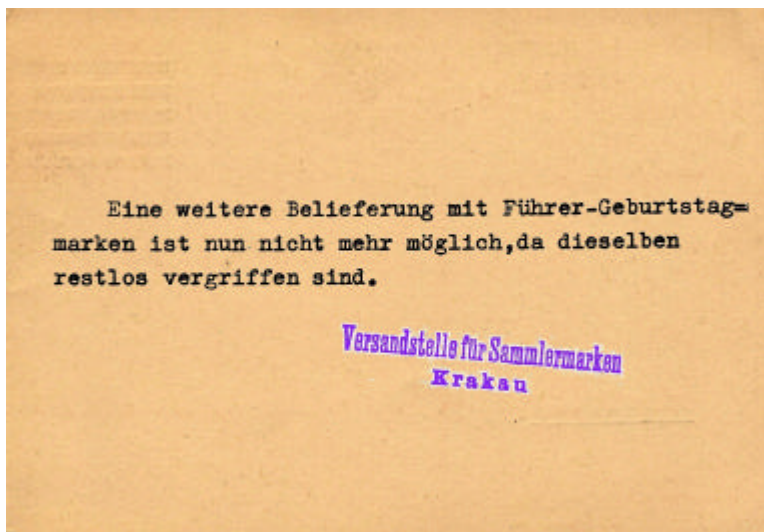 Eine weitere Belieferung mit Führer-Geburtstag=
marken ist nun nicht mehr möglich,da dieselben
restlos vergriffen sind.
Versandstelle für Sammlermarken
Krakau